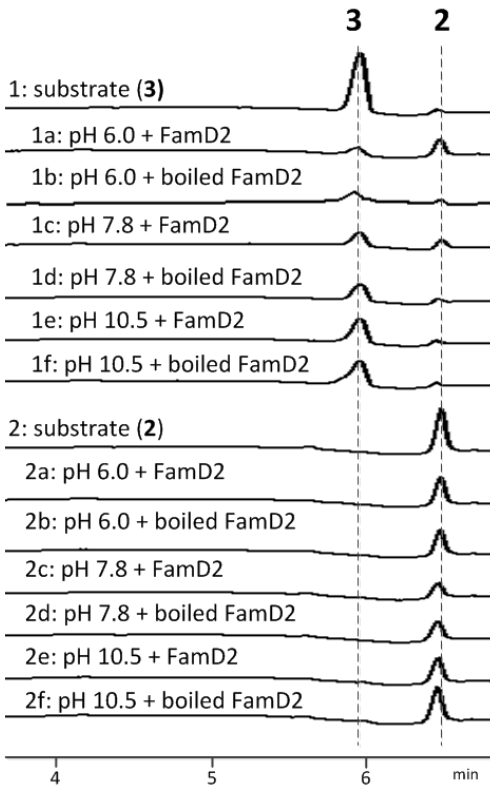 3 2
1: substrate (3)
1a: pH 6.0 + FamD2
1b: pH 6.0 + boiled FamD2
1c: pH 7.8 + FamD2
1d: pH 7.8 + boiled FamD2
1e: pH 10.5 + FamD2
1f: pH 10.5 + boiled FamD2
2: substrate (2)
2a: pH 6.0 + FamD2
2b: pH 6.0 + boiled FamD2
2c: pH 7.8 + FamD2
2d: pH 7.8 + boiled FamD2
2e: pH 10.5 + FamD2
2f: pH 10.5 + boiled FamD2
4 5 6 min